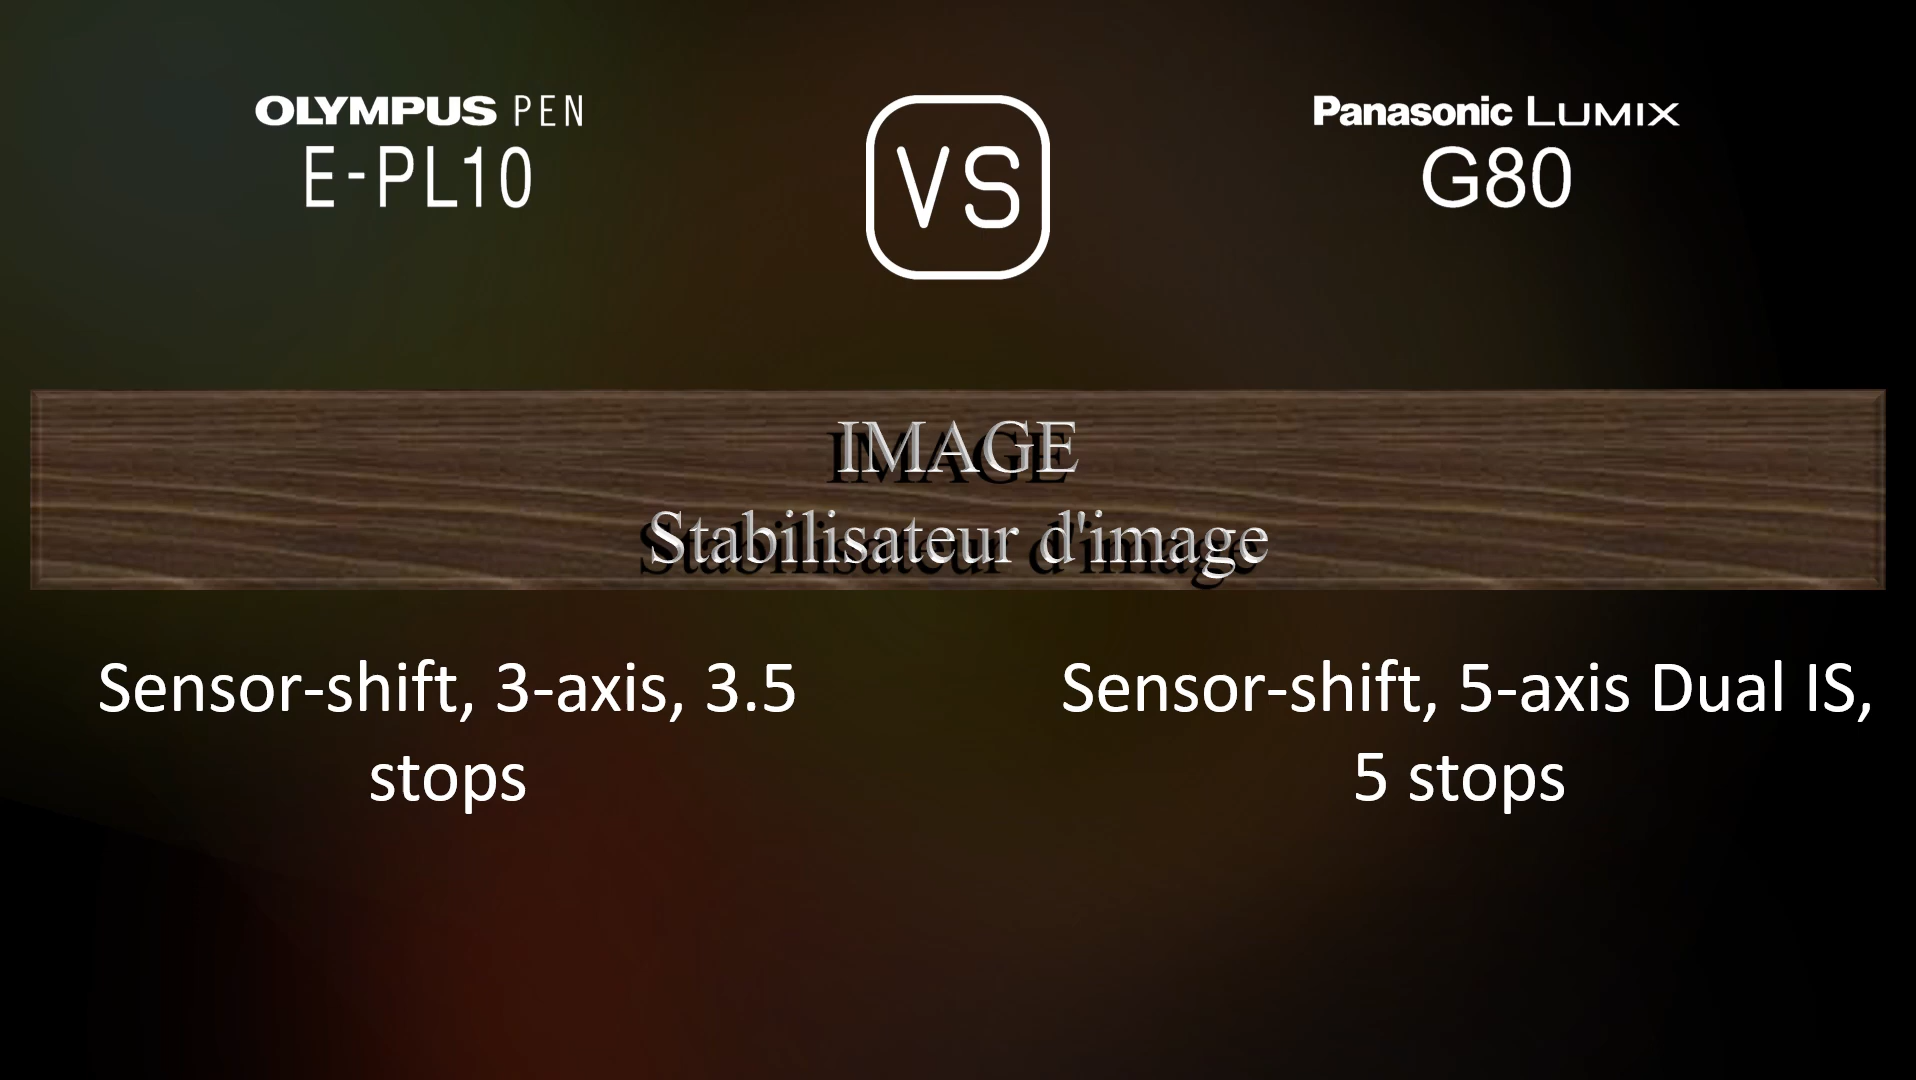 OLYMPUS PEN
E-PL10
VS
Panasonic LUMIX
G80
IMAGE
Stabilisateur d'image
Sensor-shift, 3-axis, 3.5
stops
Sensor-shift, 5-axis Dual IS,
5 stops